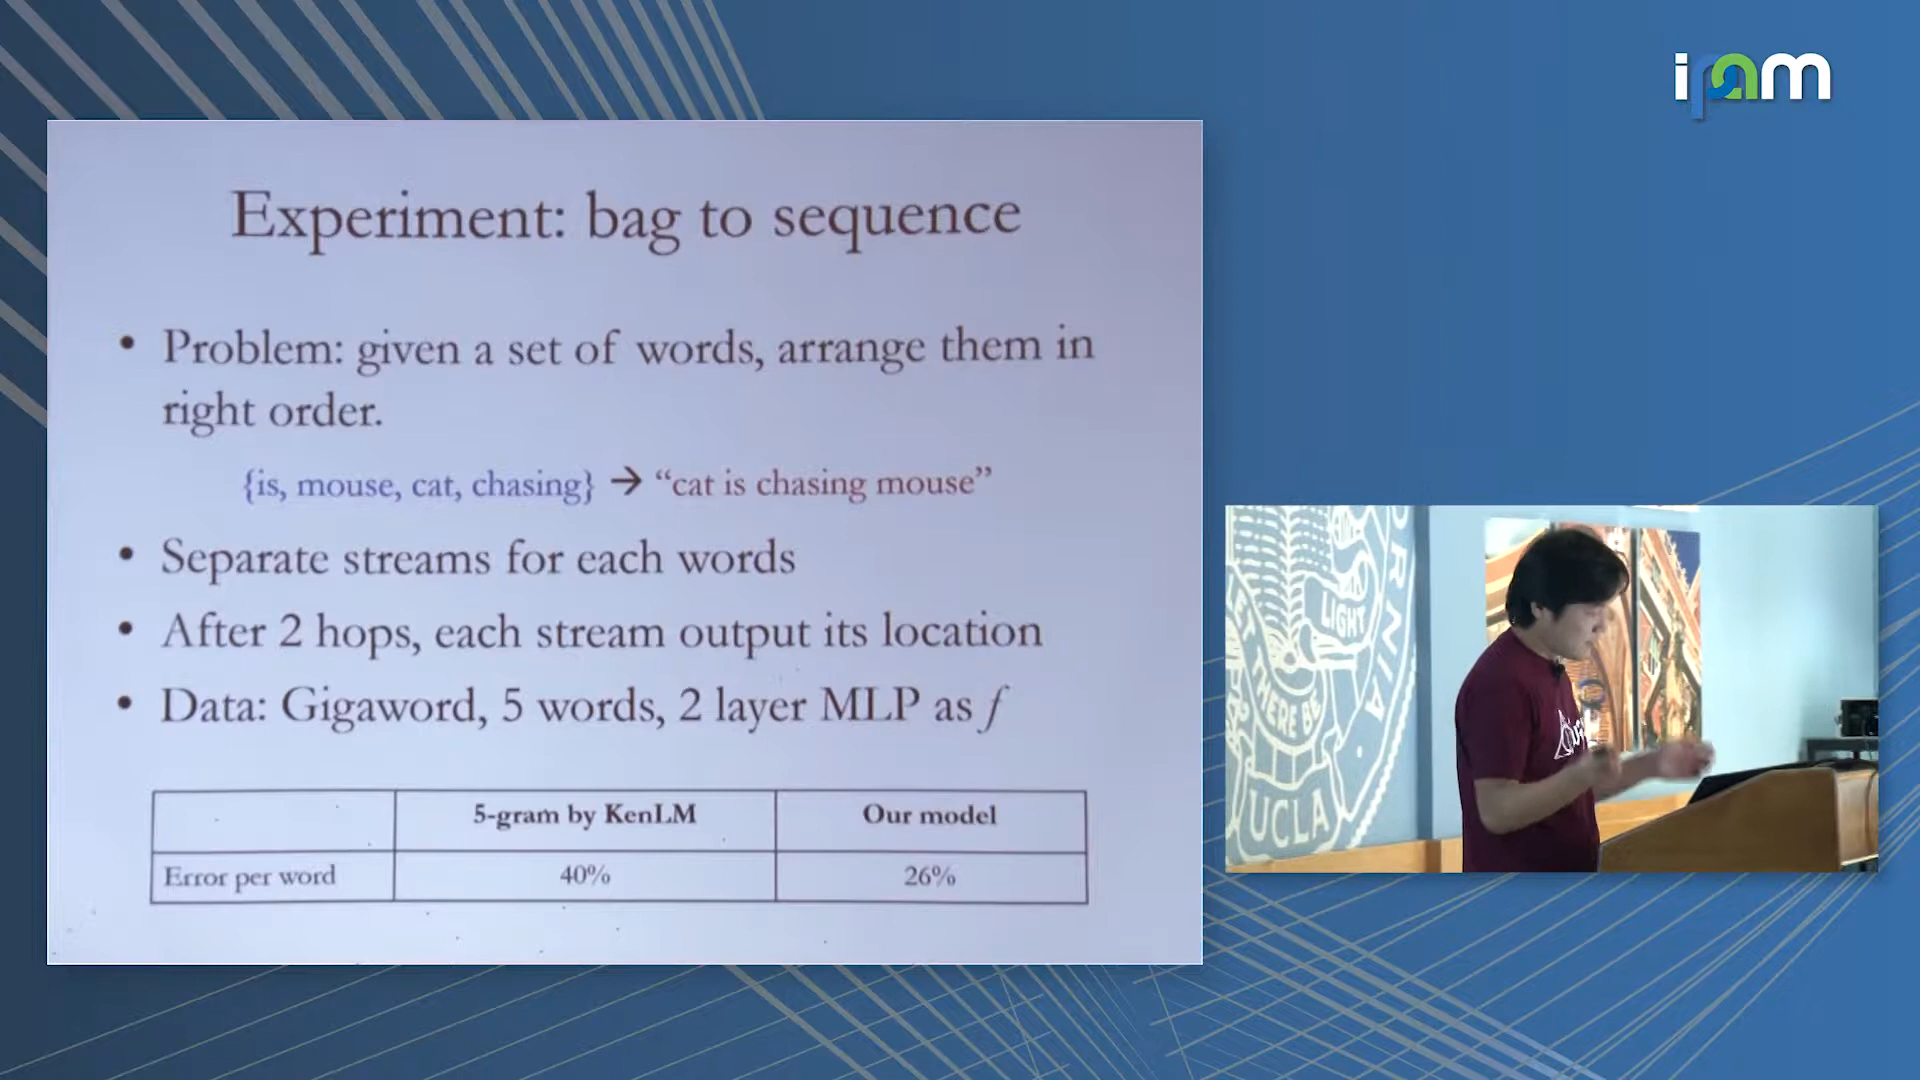 ipam
Experiment: bag to sequence
• Problem: given a set of words, arrange them in
right order.
{is, mouse, cat, chasing} → “cat is chasing mouse”
• Separate streams for each words
• After 2 hops, each stream output its location
• Data: Gigaword, 5 words, 2 layer MLP as f
5-gram by KenLM Our model
Error per word 40% 26%
LIGHT
THERE BE
UCLA